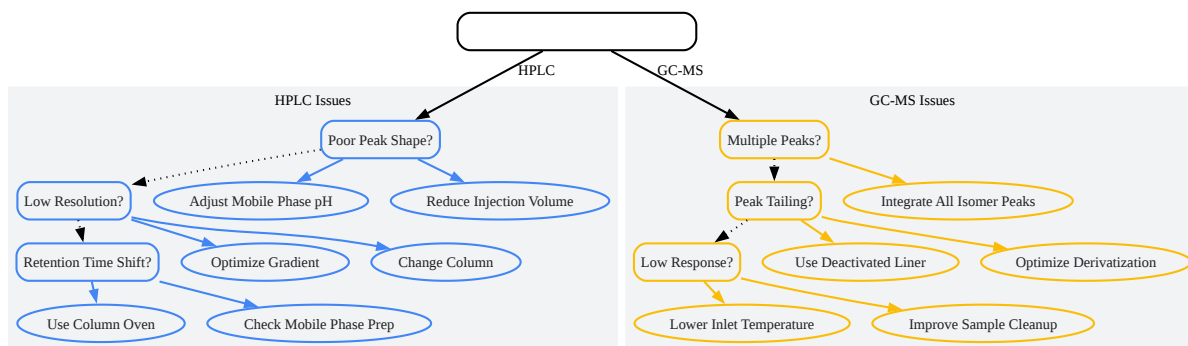 HPLC
GC-MS
HPLC Issues
GC-MS Issues
Poor Peak Shape?
Multiple Peaks?
Low Resolution?
Adjust Mobile Phase pH
Reduce Injection Volume
Peak Tailing?
Integrate All Isomer Peaks
Retention Time Shift?
Optimize Gradient
Change Column
Low Response?
Use Deactivated Liner
Optimize Derivatization
Use Column Oven
Check Mobile Phase Prep
Lower Inlet Temperature
Improve Sample Cleanup